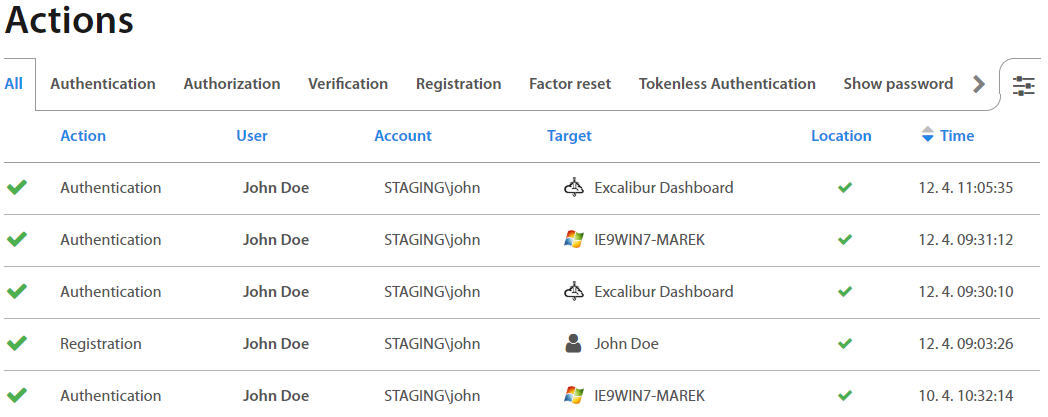 Actions
All Authentication Authorization Verification Registration Factor reset Tokenless Authentication Show password
Action User Account Target Location Time
Authentication John Doe STAGING\john Excalibur Dashboard 12. 4. 11:05:35
Authentication John Doe STAGING\john IE9WIN7-MAREK 12. 4. 09:31:12
Authentication John Doe STAGING\john Excalibur Dashboard 12. 4. 09:30:10
Registration John Doe STAGING\john John Doe 12. 4. 09:03:26
Authentication John Doe STAGING\john IE9WIN7-MAREK 10. 4. 10:32:14